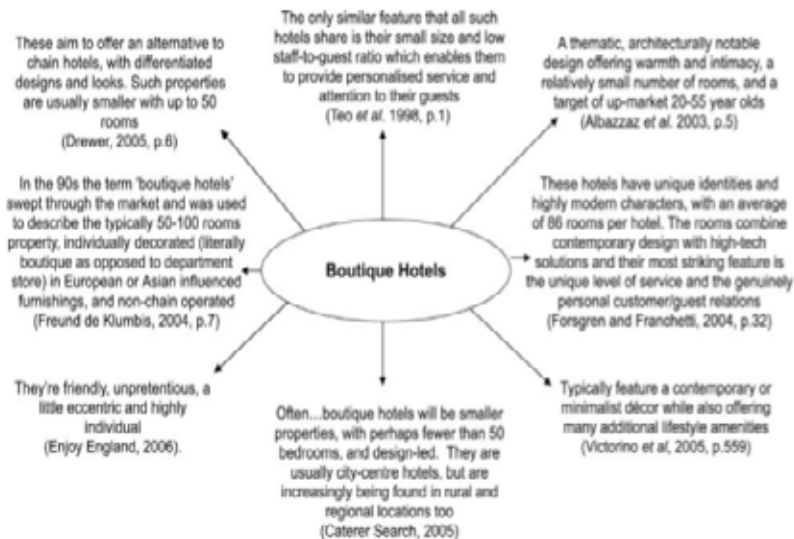 These aim to offer an alternative to
chain hotels, with differentiated
designs and looks. Such properties
are usually smaller with up to 50
rooms
(Drewer, 2005, p.6)
The only similar feature that all such
hotels share is their small size and low
staff-to-guest ratio which enables them
to provide personalised service and
attention to their guests
(Teo et al. 1998, p.1)
A thematic, architecturally notable
design offering warmth and intimacy, a
relatively small number of rooms, and a
target of up-market 20-55 year olds
(Albazzaz et al. 2003, p.5)
In the 90s the term 'boutique hotels'
swept through the market and was used
to describe the typically 50-100 rooms
property, individually decorated (literally
boutique as opposed to department
store) in European or Asian influenced
furnishings, and non-chain operated
(Freund de Klumbis, 2004, p.7)
Boutique Hotels
These hotels have unique identities and
highly modern characters, with an average
of 86 rooms per hotel. The rooms combine
contemporary design with high-tech
solutions and their most striking feature is
the unique level of service and the genuinely
personal customer/guest relations
(Forsgren and Franchetti, 2004, p.32)
They're friendly, unpretentious, a
little eccentric and highly
individual
(Enjoy England, 2006).
Often...boutique hotels will be smaller
properties, with perhaps fewer than 50
bedrooms, and design-led. They are
usually city-centre hotels, but are
increasingly being found in rural and
regional locations too
(Caterer Search, 2005)
Typically feature a contemporary or
minimalist décor while also offering
many additional lifestyle amenities
(Victorino et al, 2005, p.559)